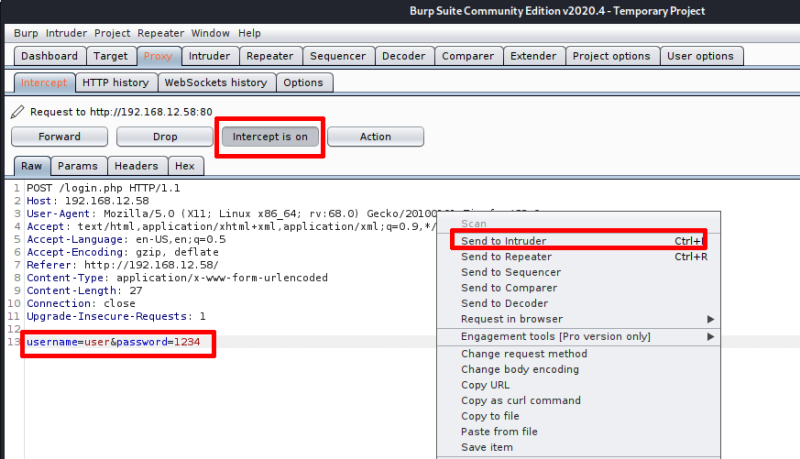 Burp Suite Community Edition v2020.4 - Temporary Project
Burp Intruder Project Repeater Window Help
Dashboard Target Proxy Intruder Repeater Sequencer Decoder Comparer Extender Project options User options
Intercept HTTP history WebSockets history Options
Request to http://192.168.12.58:80
Forward Drop Intercept is on Action
Raw Params Headers Hex
1 POST /login.php HTTP/1.1
2 Host: 192.168.12.58
3 User-Agent: Mozilla/5.0 (X11; Linux x86_64; rv:68.0)
4 Accept: text/html,application/xhtml+xml,application/xml;q=0.9,*/
5 Accept-Language: en-US,en;q=0.5
6 Accept-Encoding: gzip, deflate
7 Referer: http://192.168.12.58/
8 Content-Type: application/x-www-form-urlencoded
9 Content-Length: 27
10 Connection: close
11 Upgrade-Insecure-Requests: 1
12
13 username=user&password=1234
Scan
Send to Intruder
Send to Repeater Ctrl+R
Send to Sequencer
Send to Comparer
Send to Decoder
Request in browser
Engagement tools [Pro version only]
Change request method
Change body encoding
Copy URL
Copy as curl command
Copy to file
Paste from file
Save item